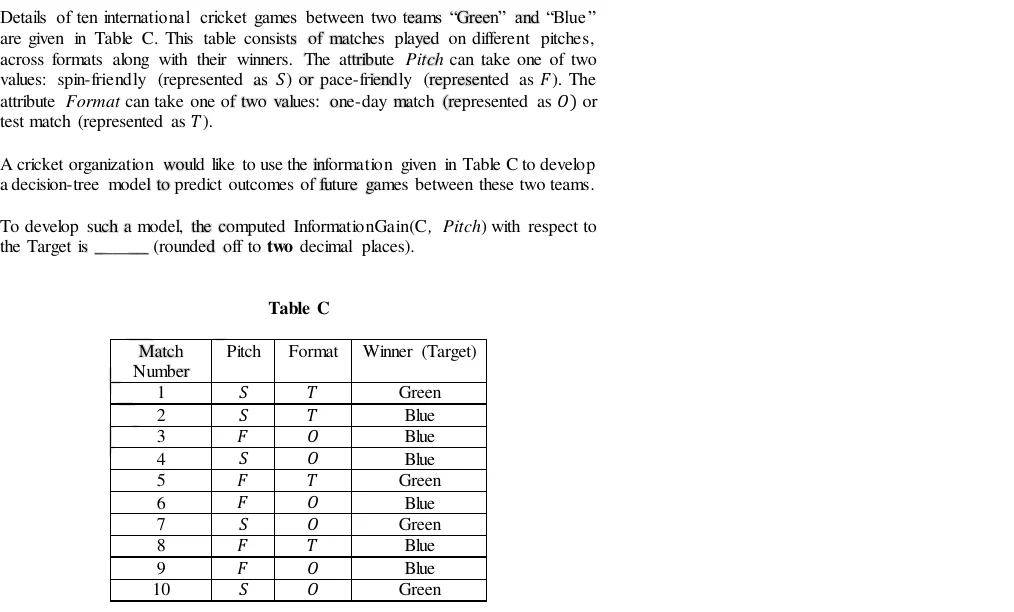 Details of ten international cricket games between two teams “Green” and “Blue”
are given in Table C. This table consists of matches played on different pitches,
across formats along with their winners. The attribute Pitch can take one of two
values: spin-friendly (represented as S) or pace-friendly (represented as F). The
attribute Format can take one of two values: one-day match (represented as O) or
test match (represented as T).
A cricket organization would like to use the information given in Table C to develop
a decision-tree model to predict outcomes of future games between these two teams.
To develop such a model, the computed InformationGain(C, Pitch) with respect to
the Target is ______ (rounded off to two decimal places).
Table C
Match Number Pitch Format Winner (Target)
1 S T Green
2 S T Blue
3 F O Blue
4 S O Blue
5 F T Green
6 F O Blue
7 S O Green
8 F T Blue
9 F O Blue
10 S O Green